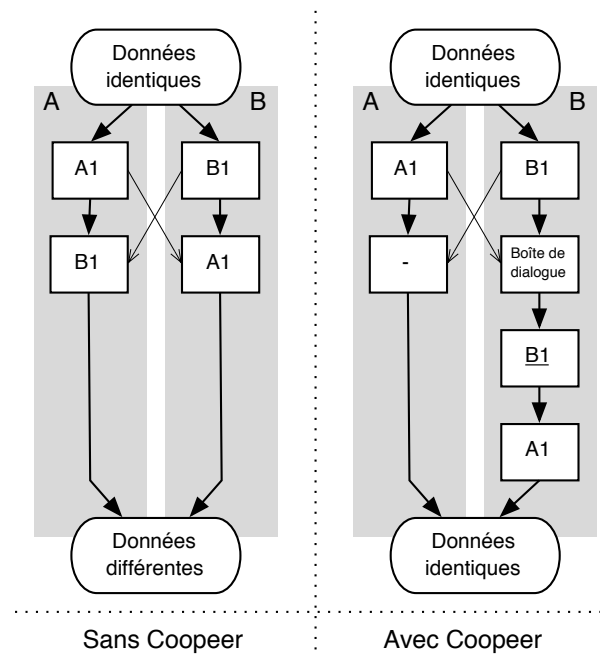 Données
identiques
A
B
A1
B1
B1
A1
Données
différentes
Sans Coopeer
Données
identiques
A
B
A1
B1
-
Boîte de
dialogue
B1
A1
Données
identiques
Avec Coopeer